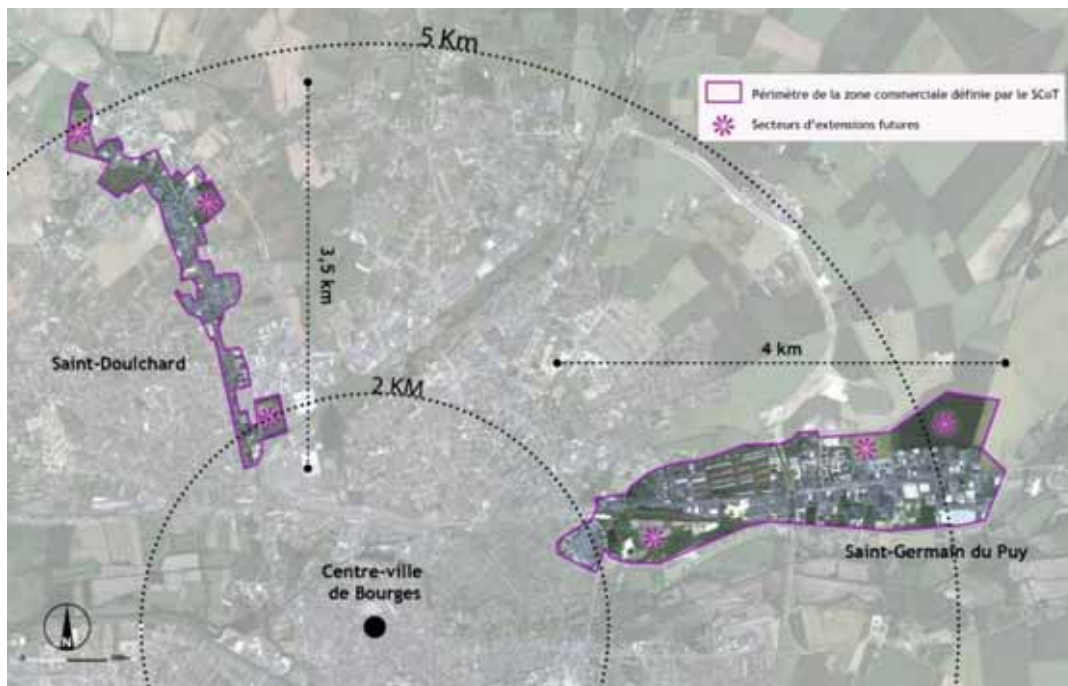 5 Km
Périmètre de la zone commerciale définie par le SCoT
Secteurs d'extensions futures
3,5 km
Saint-Doulchard
4 km
2 KM
Saint-Germain du Puy
Centre-ville
de Bourges
N